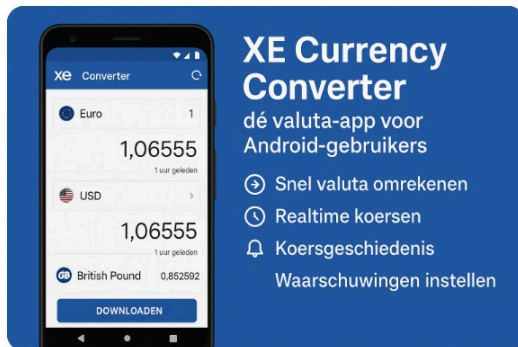 xe Converter
Euro 1
1,06555
1 uur geleden
USD
1,06555
1 uur geleden
GB British Pound 0,852592
DOWNLOADEN
XE Currency
Converter
dé valuta-app voor
Android-gebruikers
Snel valuta omrekenen
Realtime koersen
Koersgeschiedenis
Waarschuwingen instellen